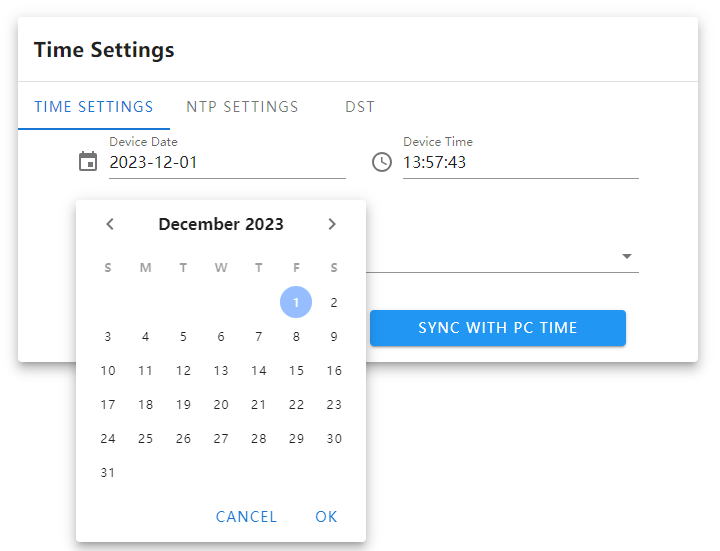 Time Settings
TIME SETTINGS NTP SETTINGS DST
Device Date Device Time
2023-12-01 13:57:43
December 2023
S M T W T F S
1 2
3 4 5 6 7 8 9
10 11 12 13 14 15 16
SYNC WITH PC TIME
17 18 19 20 21 22 23
24 25 26 27 28 29 30
31
CANCEL OK